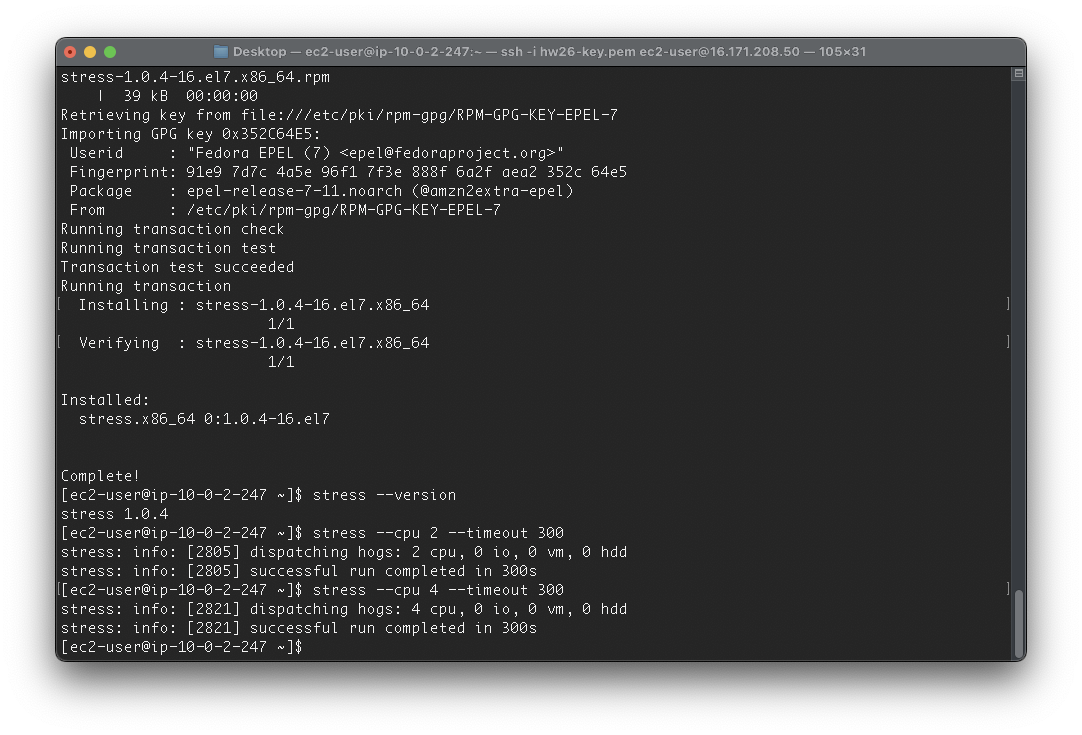 Desktop — ec2-user@ip-10-0-2-247:~ — ssh -i hw26-key.pem ec2-user@16.171.208.50 — 105×31
stress-1.0.4-16.el7.x86_64.rpm
    |  39 kB  00:00:00
Retrieving key from file:///etc/pki/rpm-gpg/RPM-GPG-KEY-EPEL-7
Importing GPG key 0x352C64E5:
 Userid     : "Fedora EPEL (7) <epel@fedoraproject.org>"
 Fingerprint: 91e9 7d7c 4a5e 96f1 7f3e 888f 6a2f aea2 352c 64e5
 Package    : epel-release-7-11.noarch (@amzn2extra-epel)
 From       : /etc/pki/rpm-gpg/RPM-GPG-KEY-EPEL-7
Running transaction check
Running transaction test
Transaction test succeeded
Running transaction
[  Installing : stress-1.0.4-16.el7.x86_64 ]
                       1/1
[  Verifying  : stress-1.0.4-16.el7.x86_64 ]
                       1/1
Installed:
  stress.x86_64 0:1.0.4-16.el7
Complete!
[ec2-user@ip-10-0-2-247 ~]$ stress --version
stress 1.0.4
[ec2-user@ip-10-0-2-247 ~]$ stress --cpu 2 --timeout 300
stress: info: [2805] dispatching hogs: 2 cpu, 0 io, 0 vm, 0 hdd
stress: info: [2805] successful run completed in 300s
[[ec2-user@ip-10-0-2-247 ~]$ stress --cpu 4 --timeout 300 ]
stress: info: [2821] dispatching hogs: 4 cpu, 0 io, 0 vm, 0 hdd
stress: info: [2821] successful run completed in 300s
[ec2-user@ip-10-0-2-247 ~]$